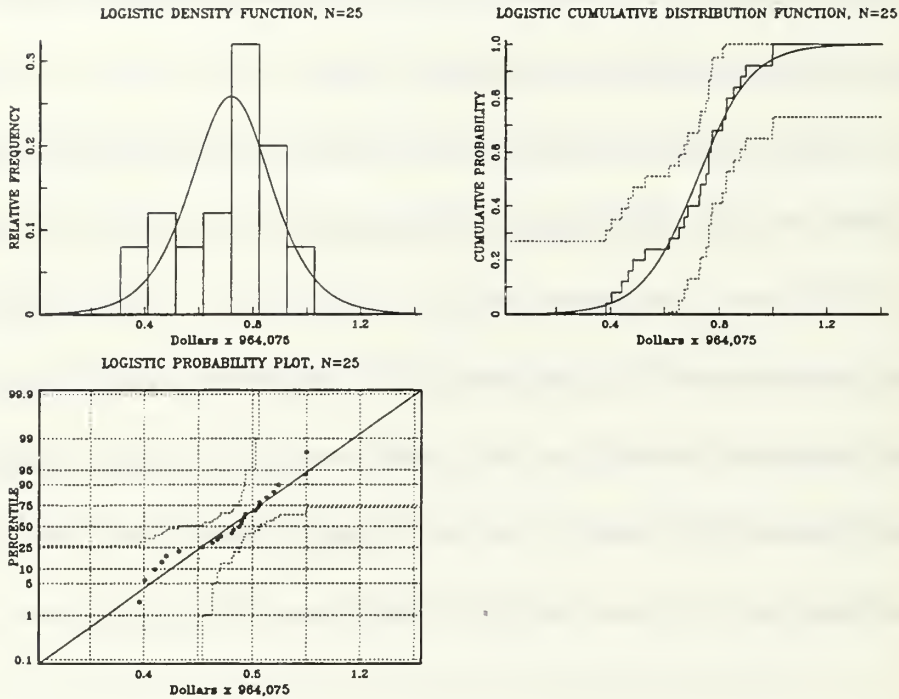 LOGISTIC DENSITY FUNCTION, N=25
RELATIVE FREQUENCY
0.3
0.2
0.1
0
0.4 0.8 1.2
Dollars x 964,075
LOGISTIC CUMULATIVE DISTRIBUTION FUNCTION, N=25
CUMULATIVE PROBABILITY
1.0
0.8
0.6
0.4
0.2
0
0.4 0.8 1.2
Dollars x 964,075
LOGISTIC PROBABILITY PLOT, N=25
PERCENTILE
99.9
99
95
90
75
50
25
10
5
1
0.1
0.4 0.8 1.2
Dollars x 964,075